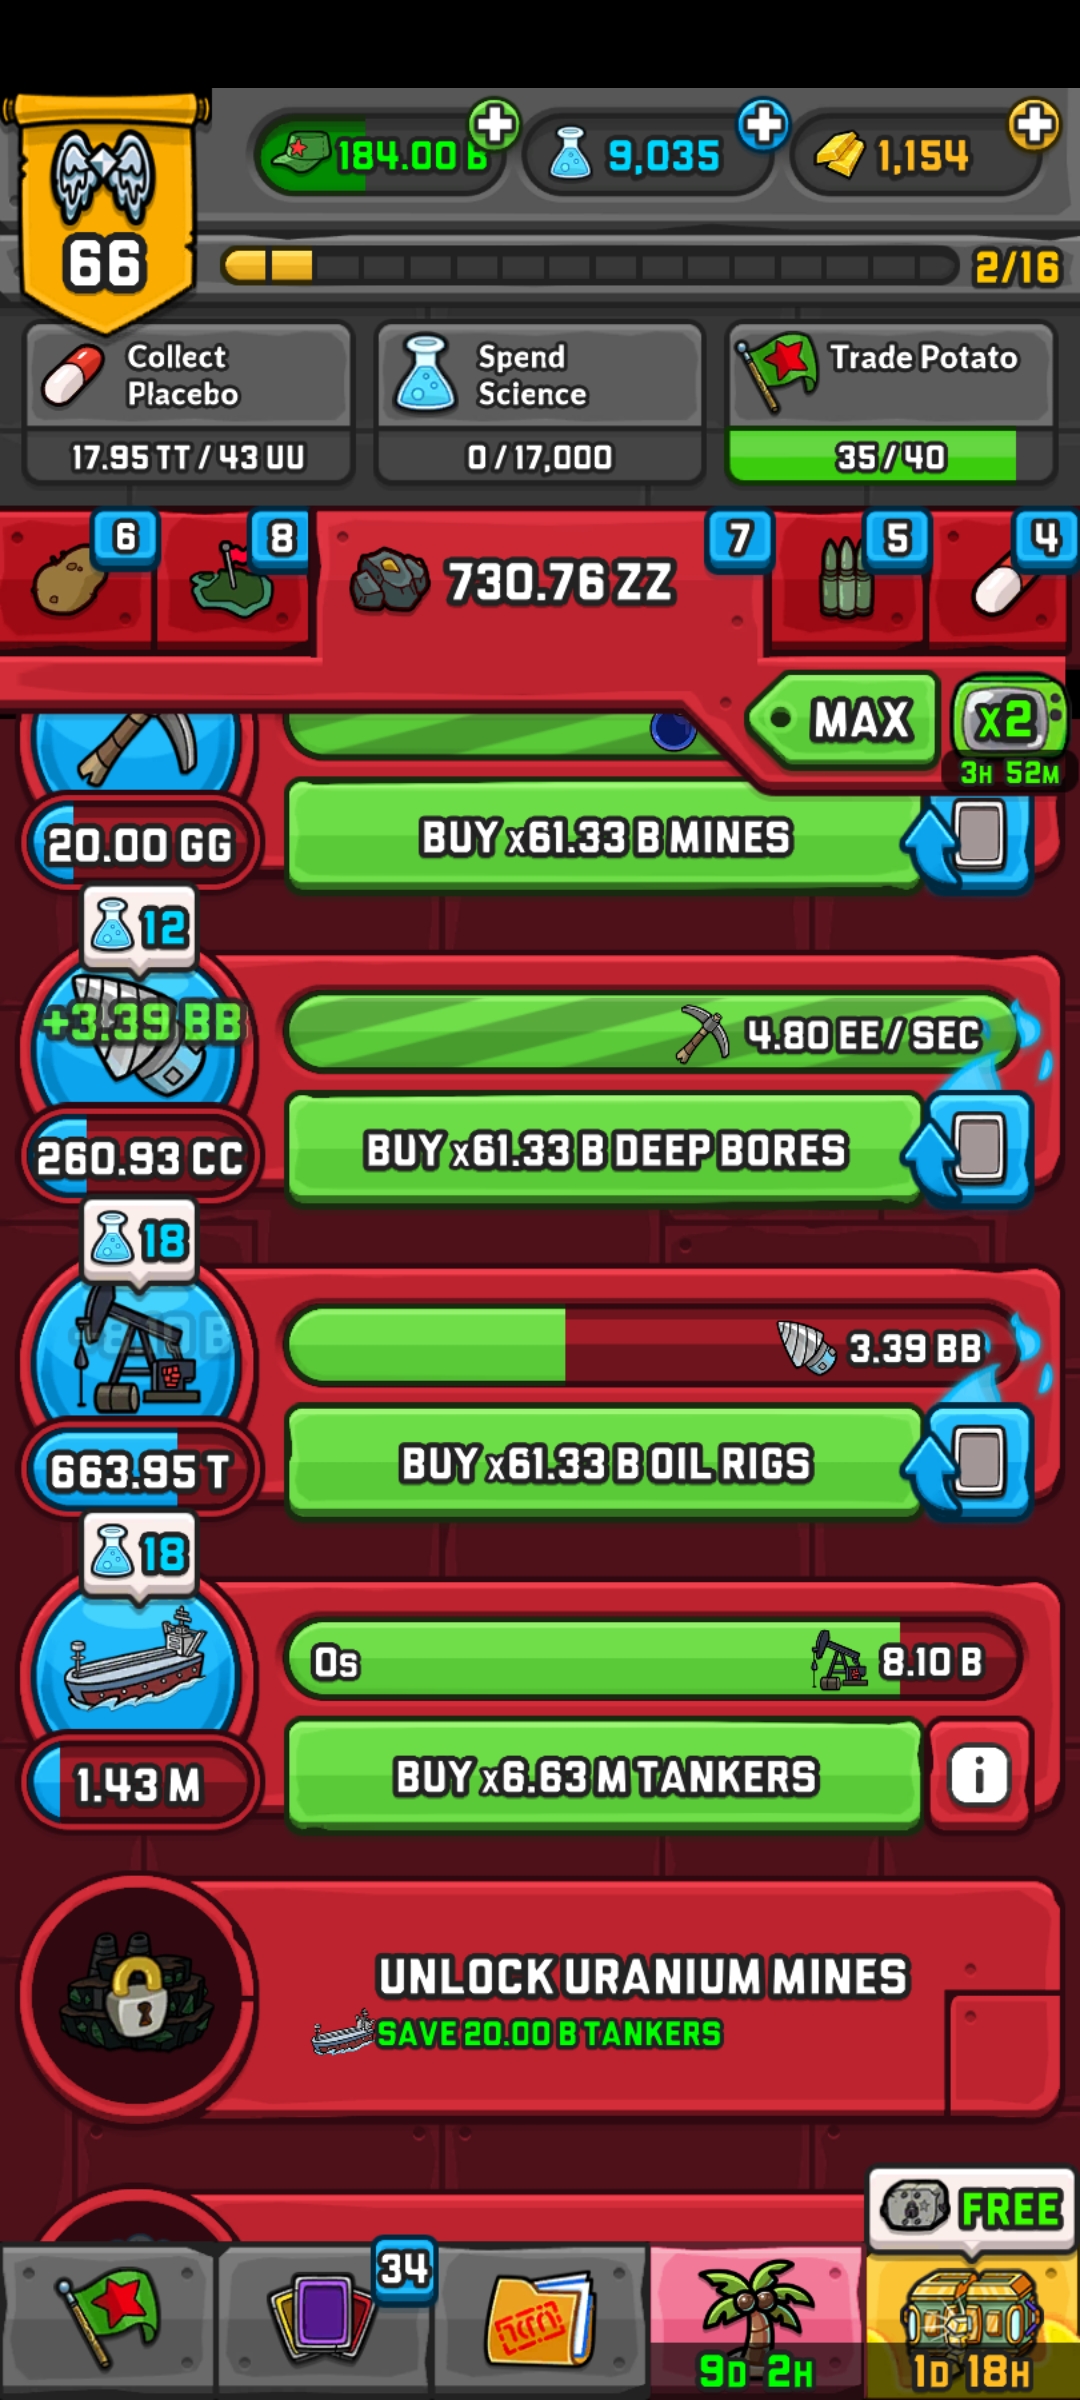 184.00 B
9,035
1,154
66
2/16
Collect
Placebo
Spend
Science
Trade Potato
17.95 TT / 43 UU
0 / 17,000
35 / 40
6
8
730.76 ZZ
7
5
4
MAX
x2
3H 52M
20.00 GG
BUY x61.33 B MINES
12
+3.39 BB
4.80 EE / SEC
260.93 CC
BUY x61.33 B DEEP BORES
18
3.39 BB
663.95 T
BUY x61.33 B OIL RIGS
18
0s
8.10 B
1.43 M
BUY x6.63 M TANKERS
i
UNLOCK URANIUM MINES
SAVE 20.00 B TANKERS
FREE
34
9D 2H
1D 18H